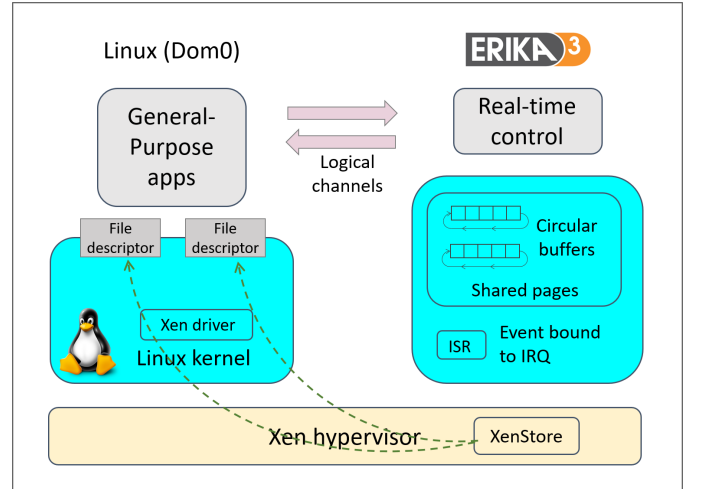 Linux (Dom0)
ERIKA 3
General-
Purpose
apps
Real-time
control
Logical
channels
File
descriptor
File
descriptor
Circular
buffers
Shared pages
Xen driver
Linux kernel
ISR
Event bound
to IRQ
Xen hypervisor
XenStore